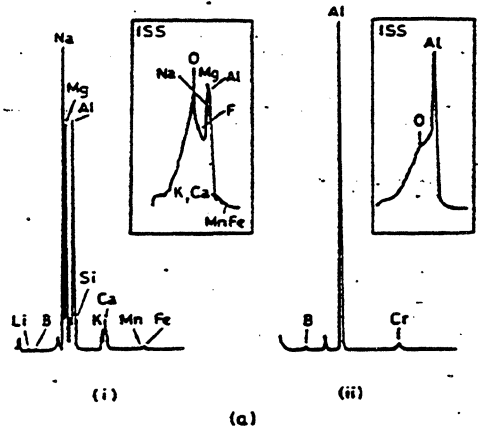 Na
Mg
Al
Si
Ca
Li B K Mn Fe
ISS
O
Na Mg Al
F
K, Ca
MnFe
(i)
Al
B
Cr
ISS
Al
O
(ii)
(a)